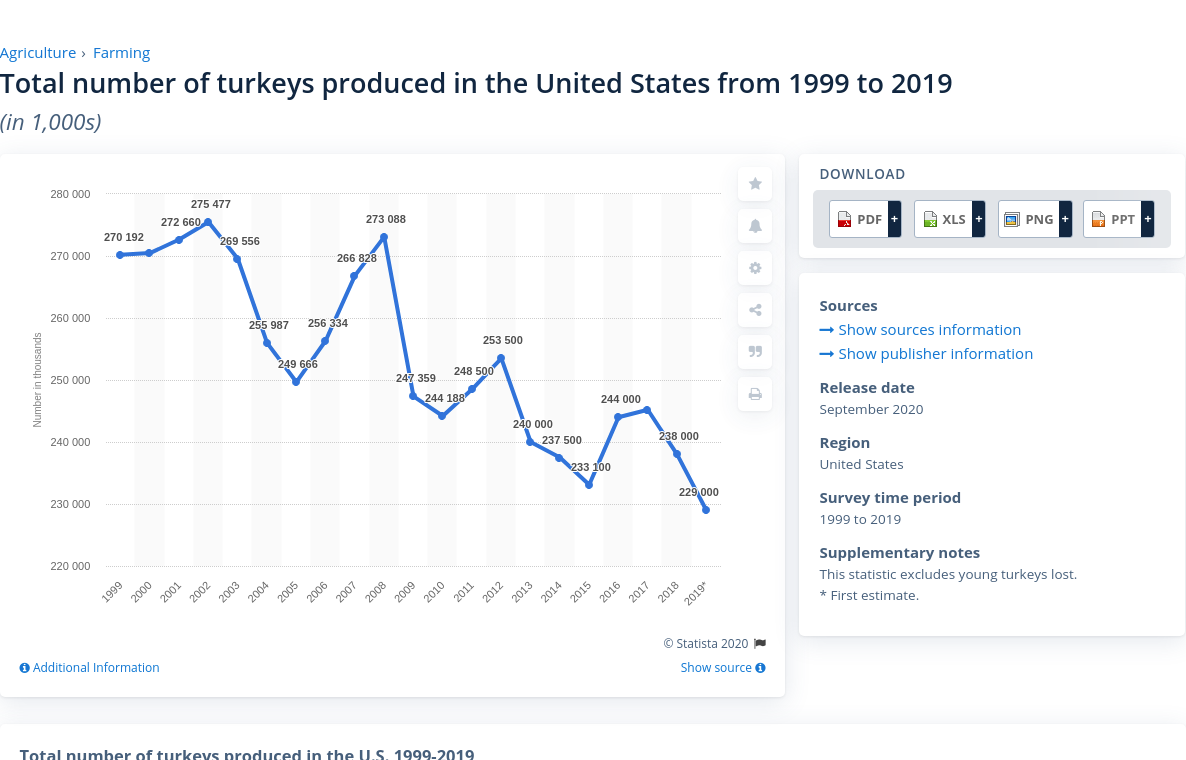 Agriculture › Farming
Total number of turkeys produced in the United States from 1999 to 2019
(in 1,000s)
280 000
270 000
260 000
250 000
240 000
230 000
220 000
Number in thousands
270 192
272 660
275 477
269 556
255 987
249 666
256 334
266 828
273 088
247 359
244 188
248 500
253 500
240 000
237 500
233 100
244 000
238 000
229 000
1999
2000
2001
2002
2003
2004
2005
2006
2007
2008
2009
2010
2011
2012
2013
2014
2015
2016
2017
2018
2019*
© Statista 2020
Additional Information
Show source
DOWNLOAD
PDF + XLS + PNG + PPT +
Sources
Show sources information
Show publisher information
Release date
September 2020
Region
United States
Survey time period
1999 to 2019
Supplementary notes
This statistic excludes young turkeys lost.
* First estimate.
Total number of turkeys produced in the U.S. 1999-2019